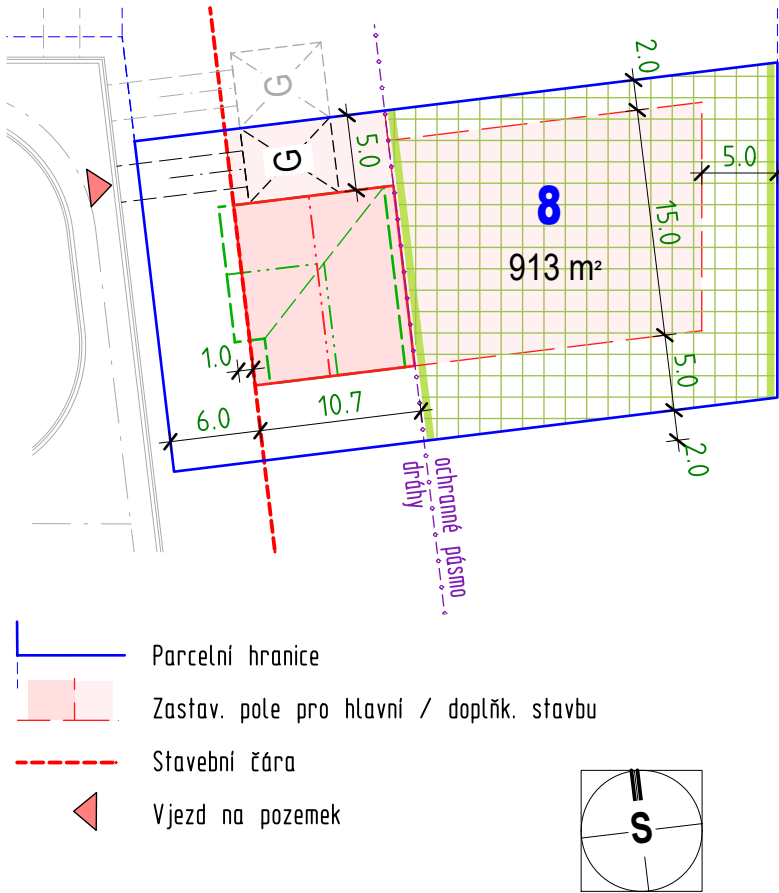 2.0
G
5.0
G
5.0
8
15.0
913 m²
1.0
5.0
6.0
10.7
2.0
ochranné pásmo
dráhy
Parcelní hranice
Zastav. pole pro hlavní / doplňk. stavbu
Stavební čára
Vjezd na pozemek
S